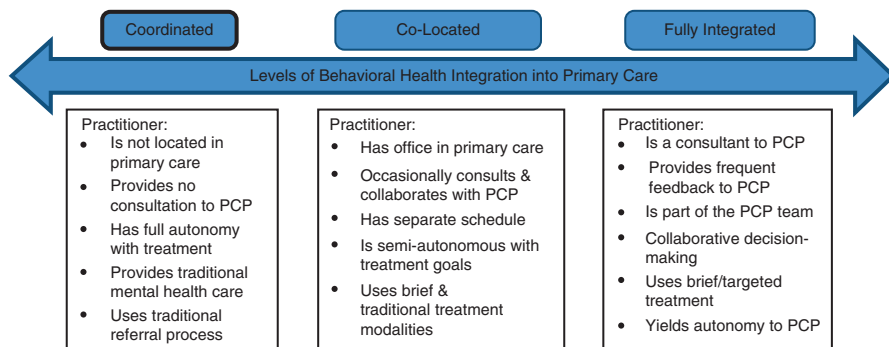 Coordinated
Co-Located
Fully Integrated
Levels of Behavioral Health Integration into Primary Care
Practitioner:
• Is not located in
primary care
• Provides no
consultation to PCP
• Has full autonomy
with treatment
• Provides traditional
mental health care
• Uses traditional
referral process
Practitioner:
• Has office in primary care
• Occasionally consults &
collaborates with PCP
• Has separate schedule
• Is semi-autonomous with
treatment goals
• Uses brief &
traditional treatment
modalities
Practitioner:
• Is a consultant to PCP
• Provides frequent
feedback to PCP
• Is part of the PCP team
• Collaborative decision-
making
• Uses brief/targeted
treatment
• Yields autonomy to PCP